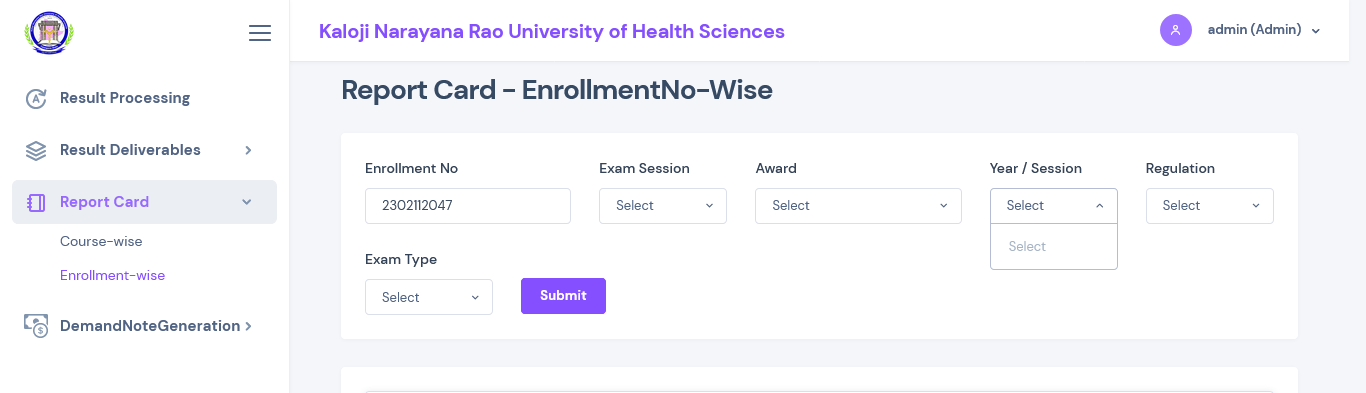 Kaloji Narayana Rao University of Health Sciences
admin (Admin)
Result Processing
Result Deliverables
Report Card
Course-wise
Enrollment-wise
DemandNoteGeneration
Report Card - EnrollmentNo-Wise
Enrollment No
Exam Session
Award
Year / Session
Regulation
2302112047
Select
Select
Select
Select
Select
Exam Type
Select
Submit